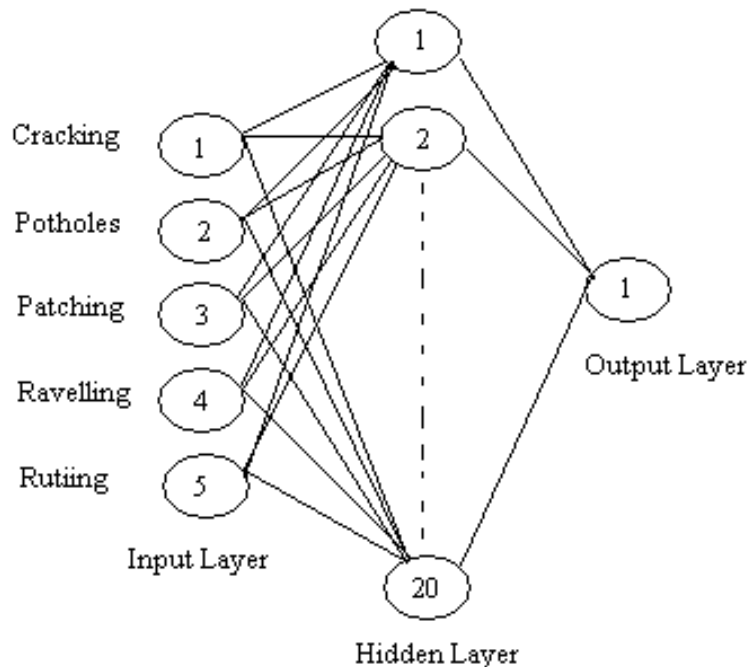 1
Cracking
1
2
Potholes
2
Patching
3
1
Output Layer
Ravelling
4
Rutiing
5
Input Layer
20
Hidden Layer